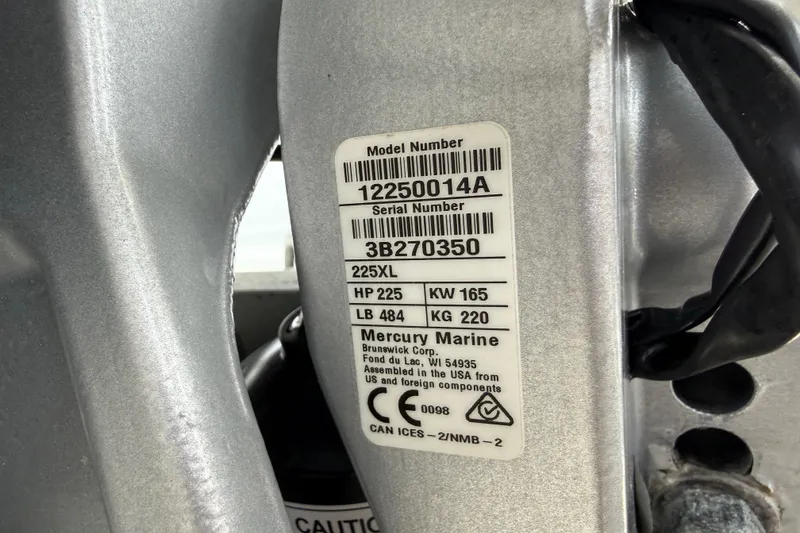 Model Number
12250014A
Serial Number
3B270350
225XL
HP 225 KW 165
LB 484 KG 220
Mercury Marine
Brunswick Corp.
Fond du Lac, WI 54935
Assembled in the USA from
US and foreign components
CE 0098
CAN ICES-2/NMB-2